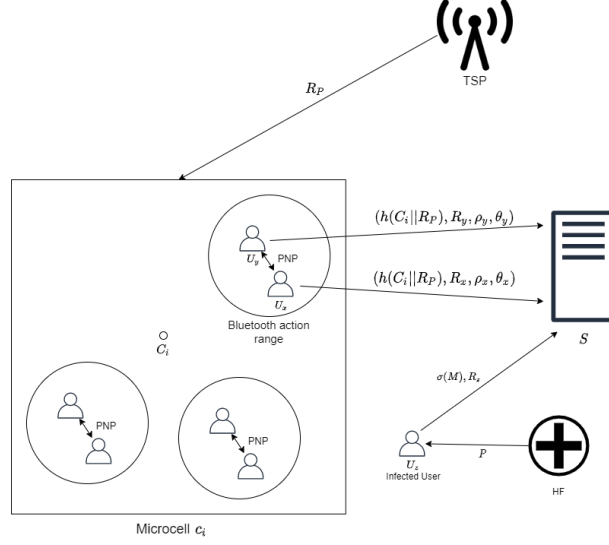 TSP
R_P
(h(C_i||R_P), R_y, ρ_y, θ_y)
PNP
U_y
(h(C_i||R_P), R_x, ρ_x, θ_x)
U_x
Bluetooth action
range
S
C_i
σ(M), R_z
PNP
PNP
U_z
Infected User
P
HF
Microcell c_i